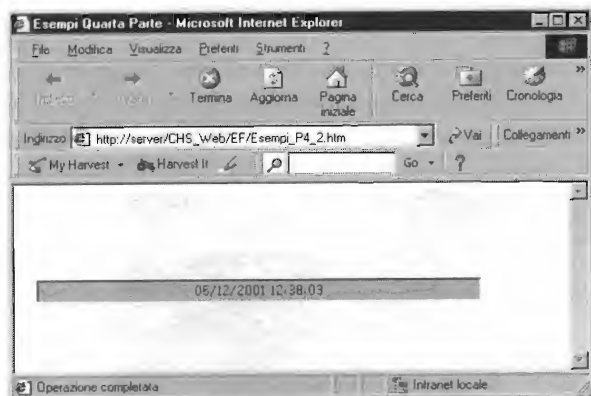 Esempi Quarta Parte - Microsoft Internet Explorer
File Modifica Visualizza Preferiti Strumenti ?
Indietro Avanti Termina Aggiorna Pagina iniziale Cerca Preferiti Cronologia »
Indirizzo http://server/CHS_Web/EF/Esempi_P4_2.htm Vai Collegamenti »
My Harvest Harvest It Go ?
06/12/2001 12.38.03
Operazione completata Intranet locale